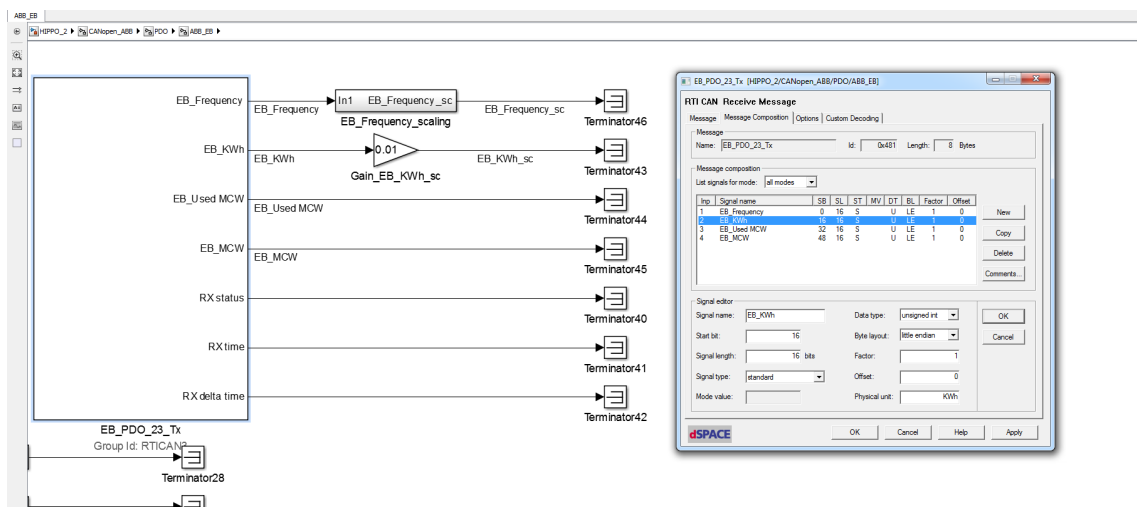 ABB_EB
HIPPO_2 CANopen_ABB PDO ABB_EB
EB_Frequency
EB_Frequency
In1 EB_Frequency_sc
EB_Frequency_scaling
EB_Frequency_sc
Terminator46
EB_KWh
EB_KWh
0.01
Gain_EB_KWh_sc
EB_KWh_sc
Terminator43
EB_Used MCW
EB_Used MCW
Terminator44
EB_MCW
EB_MCW
Terminator45
RX status
Terminator40
RX time
Terminator41
RX delta time
Terminator42
EB_PDO_23_Tx
Terminator28
EB_PDO_23_Tx [HIPPO_2/CANopen_ABB/PDO/ABB_EB]
RTI CAN Receive Message
Message Message Composition Options Custom Decoding
Message
Name: EB_PDO_23_Tx Id: 0x481 Length: 8 Bytes
Message composition
List signals for mode: all modes
Inp Signal name SB SL ST MV DT BL Factor Offset
1 EB_Frequency 0 16 S U LE 1 0
2 EB_KWh 16 16 S U LE 1 0
3 EB_Used MCW 32 16 S U LE 1 0
4 EB_MCW 48 16 S U LE 1 0
New
Copy
Delete
Comments...
Signal editor
Signal name: EB_KWh Data type: unsigned int OK
Start bit: 16 Byte layout: little endian Cancel
Signal length: 16 bits Factor: 1
Signal type: standard Offset: 0
Mode value: Physical unit: KWh
dSPACE OK Cancel Help Apply